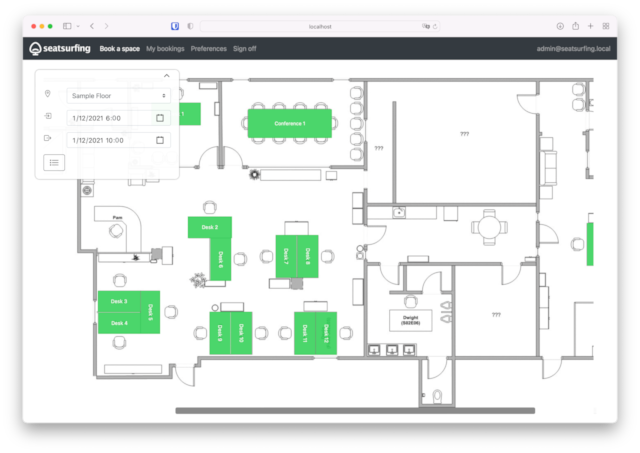 localhost
seatsurfing
Book a space
My bookings
Preferences
Sign off
admin@seatsurfing.local
Sample Floor
1/12/2021 6:00
1/12/2021 10:00
1
Conference 1
???
???
Pam
Desk 2
Desk 6
Desk 7
Desk 8
Desk 3
Desk 4
Desk 5
Desk 9
Desk 10
Desk 11
Desk 12
???